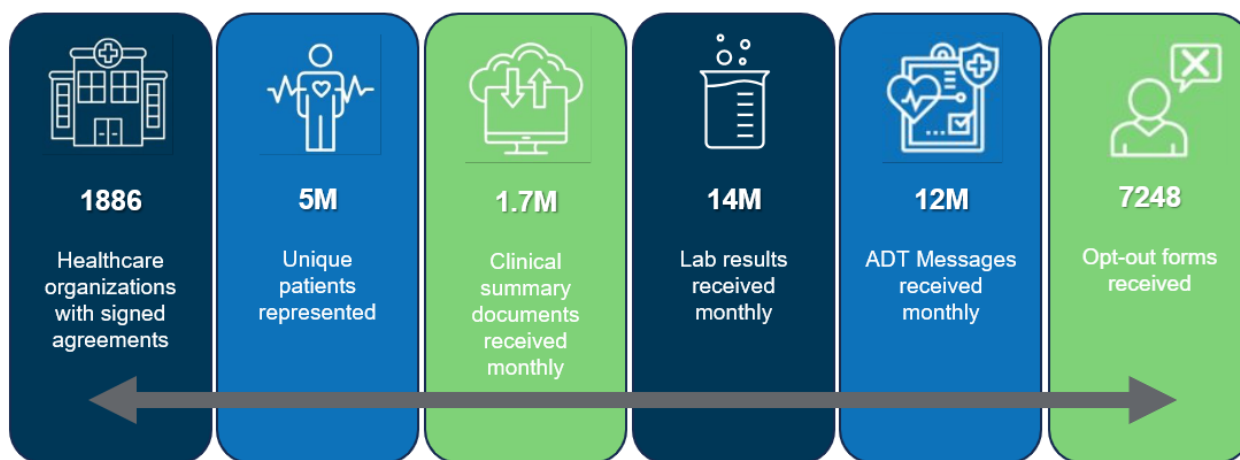 1886
Healthcare
organizations
with signed
agreements
5M
Unique
patients
represented
1.7M
Clinical
summary
documents
received
monthly
14M
Lab results
received
monthly
12M
ADT Messages
received
monthly
7248
Opt-out forms
received